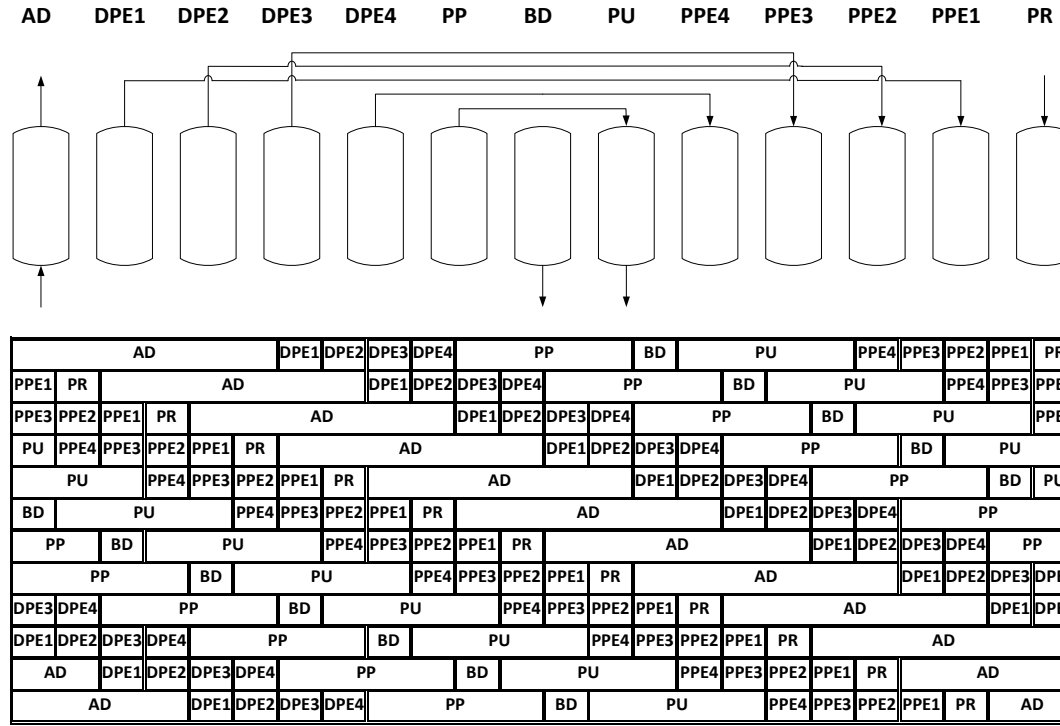 AD DPE1 DPE2 DPE3 DPE4 PP BD PU PPE4 PPE3 PPE2 PPE1 PR
AD DPE1 DPE2 DPE3 DPE4 PP BD PU PPE4 PPE3 PPE2 PPE1 PR
PPE1 PR AD DPE1 DPE2 DPE3 DPE4 PP BD PU PPE4 PPE3 PPE
PPE3 PPE2 PPE1 PR AD DPE1 DPE2 DPE3 DPE4 PP BD PU PPE
PU PPE4 PPE3 PPE2 PPE1 PR AD DPE1 DPE2 DPE3 DPE4 PP BD PU
PU PPE4 PPE3 PPE2 PPE1 PR AD DPE1 DPE2 DPE3 DPE4 PP BD PU
BD PU PPE4 PPE3 PPE2 PPE1 PR AD DPE1 DPE2 DPE3 DPE4 PP
PP BD PU PPE4 PPE3 PPE2 PPE1 PR AD DPE1 DPE2 DPE3 DPE4 PP
PP BD PU PPE4 PPE3 PPE2 PPE1 PR AD DPE1 DPE2 DPE3 DPE
DPE3 DPE4 PP BD PU PPE4 PPE3 PPE2 PPE1 PR AD DPE1 DPE
DPE1 DPE2 DPE3 DPE4 PP BD PU PPE4 PPE3 PPE2 PPE1 PR AD
AD DPE1 DPE2 DPE3 DPE4 PP BD PU PPE4 PPE3 PPE2 PPE1 PR AD
AD DPE1 DPE2 DPE3 DPE4 PP BD PU PPE4 PPE3 PPE2 PPE1 PR AD